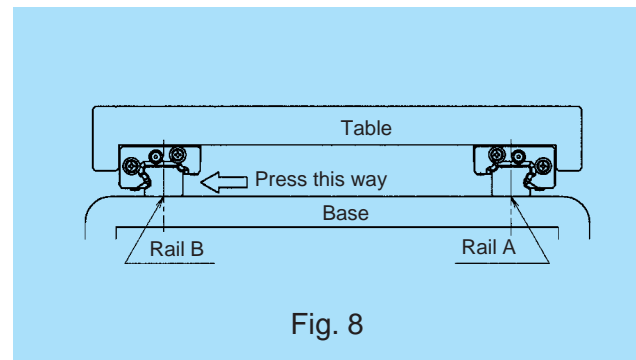 Table
Press this way
Base
Rail B
Rail A
Fig. 8